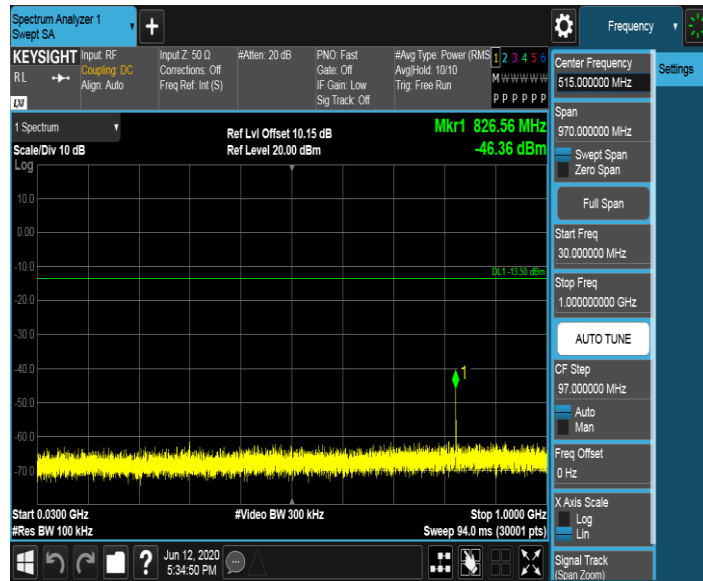 Spectrum Analyzer 1
Swept SA
+
Frequency
KEYSIGHT
RL
LXI
Input: RF
Coupling: DC
Align: Auto
Input Z: 50 Ω
Corrections: Off
Freq Ref: Int (S)
#Atten: 20 dB
PNO: Fast
Gate: Off
IF Gain: Low
Sig Track: Off
#Avg Type: Power (RMS
Avg|Hold: 10/10
Trig: Free Run
1 2 3 4 5 6
M W W W W W
P P P P P P
1 Spectrum
Scale/Div 10 dB
Log
Ref Lvl Offset 10.15 dB
Ref Level 20.00 dBm
Mkr1 826.56 MHz
-46.36 dBm
10.0
0.00
-10.0
DL1 -13.50 dBm
-20.0
-30.0
-40.0
1
-50.0
-60.0
-70.0
Start 0.0300 GHz
#Res BW 100 kHz
#Video BW 300 kHz
Stop 1.0000 GHz
Sweep 94.0 ms (30001 pts)
Center Frequency
515.000000 MHz
Settings
Span
970.000000 MHz
Swept Span
Zero Span
Full Span
Start Freq
30.000000 MHz
Stop Freq
1.000000000 GHz
AUTO TUNE
CF Step
97.000000 MHz
Auto
Man
Freq Offset
0 Hz
X Axis Scale
Log
Lin
Signal Track
(Span Zoom)
?
Jun 12, 2020
5:34:50 PM